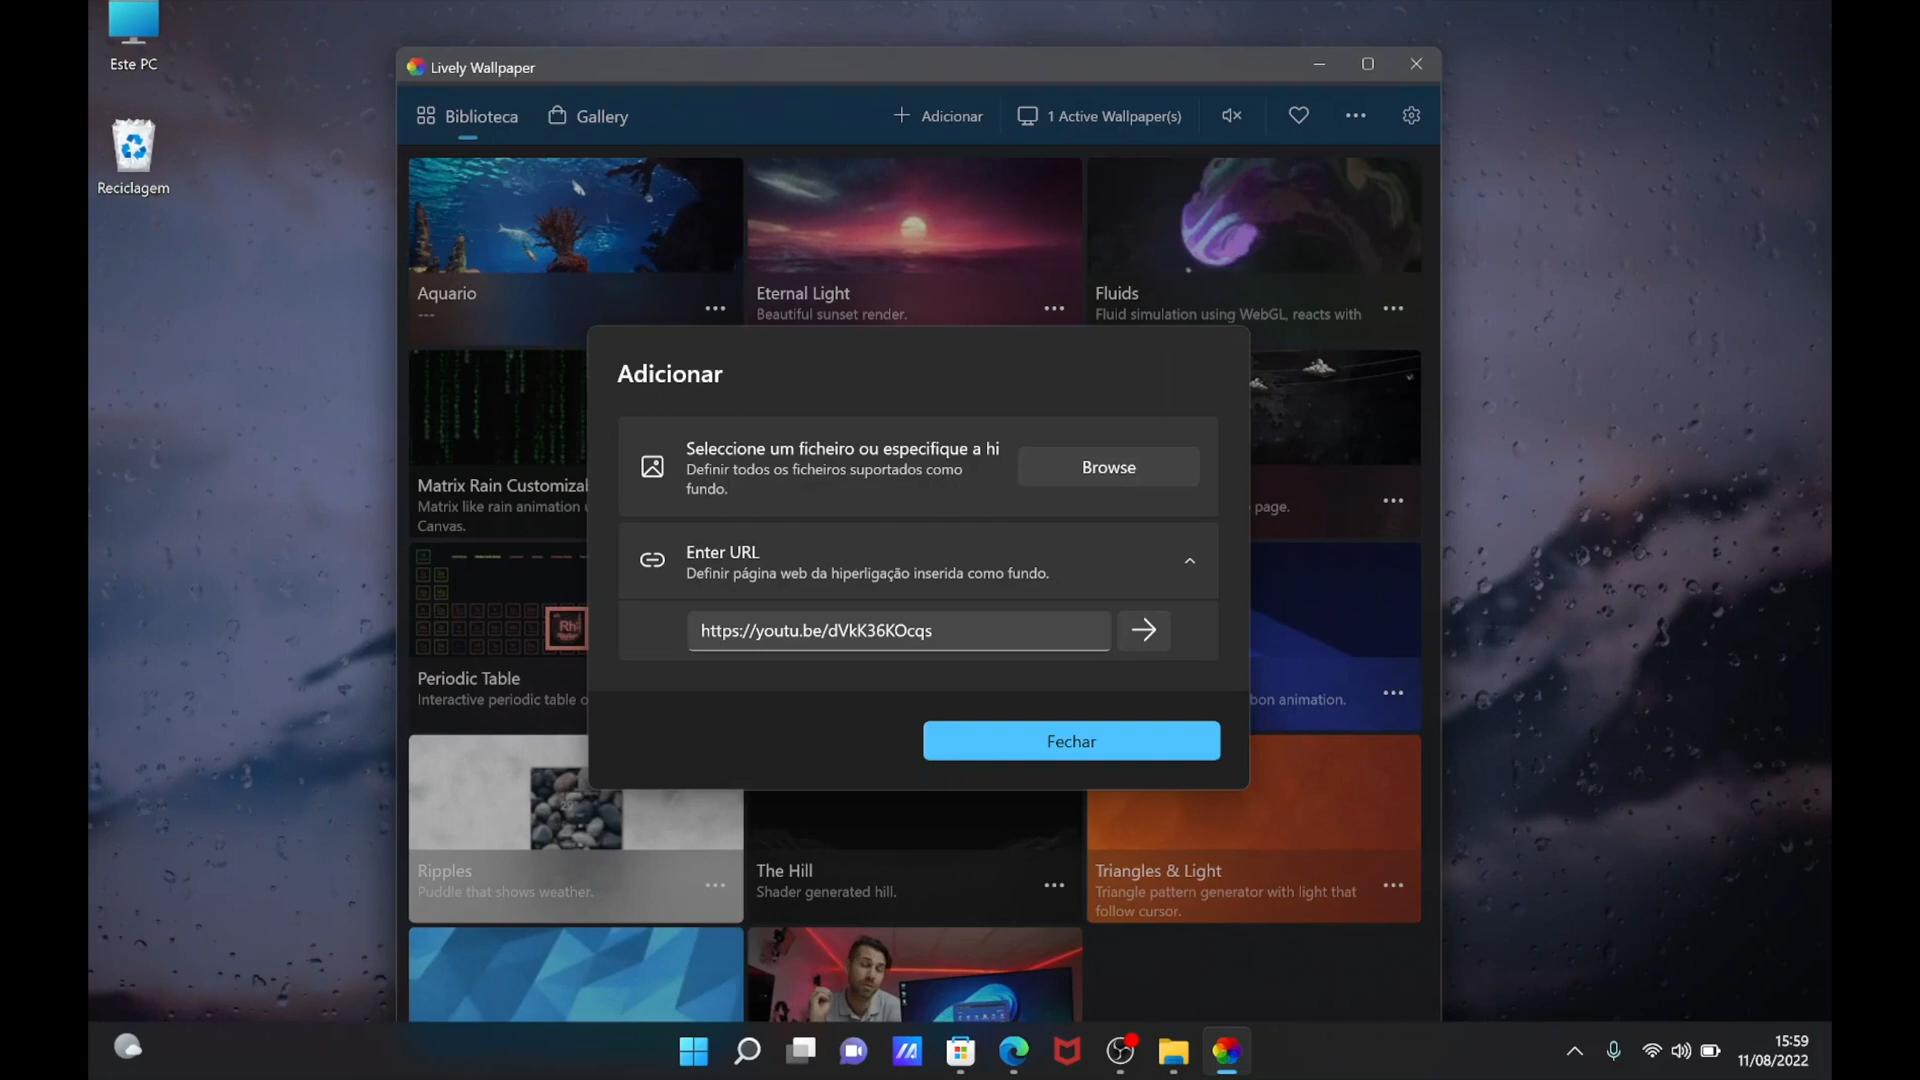 Este PC
Reciclagem
Lively Wallpaper
Biblioteca
Gallery
Adicionar
1 Active Wallpaper(s)
Aquario
---
Eternal Light
Beautiful sunset render.
Fluids
Fluid simulation using WebGL, reacts with
Adicionar
Seleccione um ficheiro ou especifique a hi
Definir todos os ficheiros suportados como
fundo.
Browse
Enter URL
Definir página web da hiperligação inserida como fundo.
https://youtu.be/dVkK36KOcqs
Fechar
Matrix Rain Customizal
Matrix like rain animation
Canvas.
page.
Rh
Periodic Table
Interactive periodic table
bon animation.
Ripples
Puddle that shows weather.
The Hill
Shader generated hill.
Triangles & Light
Triangle pattern generator with light that
follow cursor.
15:59
11/08/2022